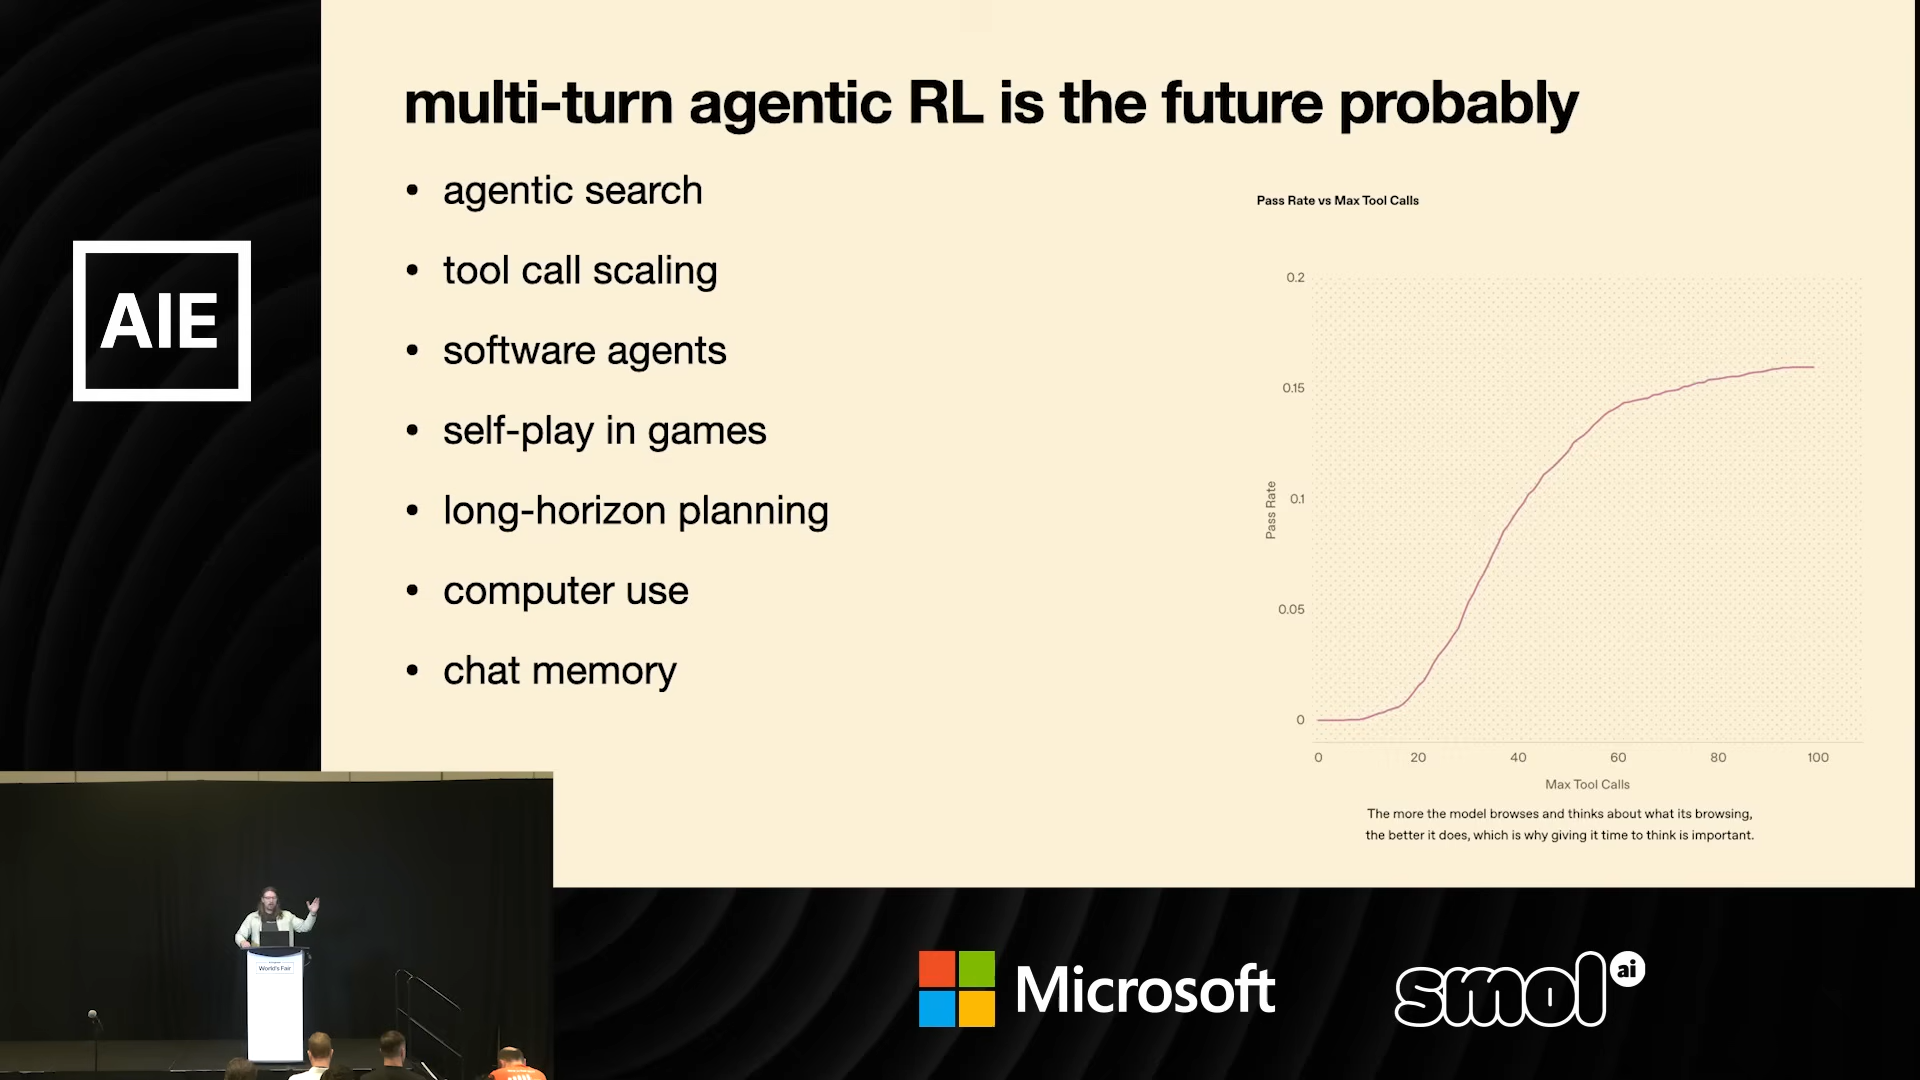 multi-turn agentic RL is the future probably
• agentic search
• tool call scaling
• software agents
• self-play in games
• long-horizon planning
• computer use
• chat memory
Pass Rate vs Max Tool Calls
0.2
0.15
0.1
0.05
0
Pass Rate
0 20 40 60 80 100
Max Tool Calls
The more the model browses and thinks about what its browsing,
the better it does, which is why giving it time to think is important.
AIE
World's Fair
Microsoft
smol ai